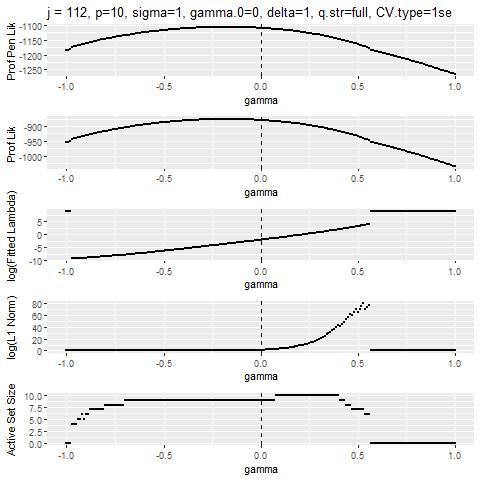 j = 112, p=10, sigma=1, gamma.0=0, delta=1, q.str=full, CV.type=1se
Prof Pen Lik
-1100
-1150
-1200
-1250
-1.0 -0.5 0.0 0.5 1.0
gamma
Prof Lik
-900
-1000
-1.0 -0.5 0.0 0.5 1.0
gamma
log(Fitted Lambda)
5
0
-5
-10
-1.0 -0.5 0.0 0.5 1.0
gamma
log(L1 Norm)
80
60
40
20
0
-1.0 -0.5 0.0 0.5 1.0
gamma
Active Set Size
10.0
7.5
5.0
2.5
0.0
-1.0 -0.5 0.0 0.5 1.0
gamma